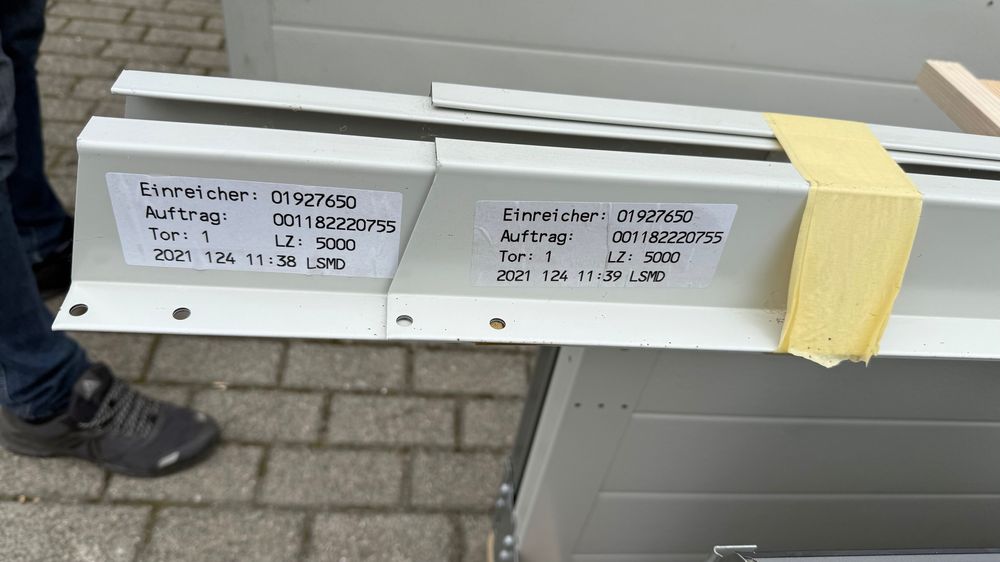 Einreicher: 01927650
Auftrag: 001182220755
Tor: 1 LZ: 5000
2021 124 11:38 LSMD
Einreicher: 01927650
Auftrag: 001182220755
Tor: 1 LZ: 5000
2021 124 11:39 LSMD